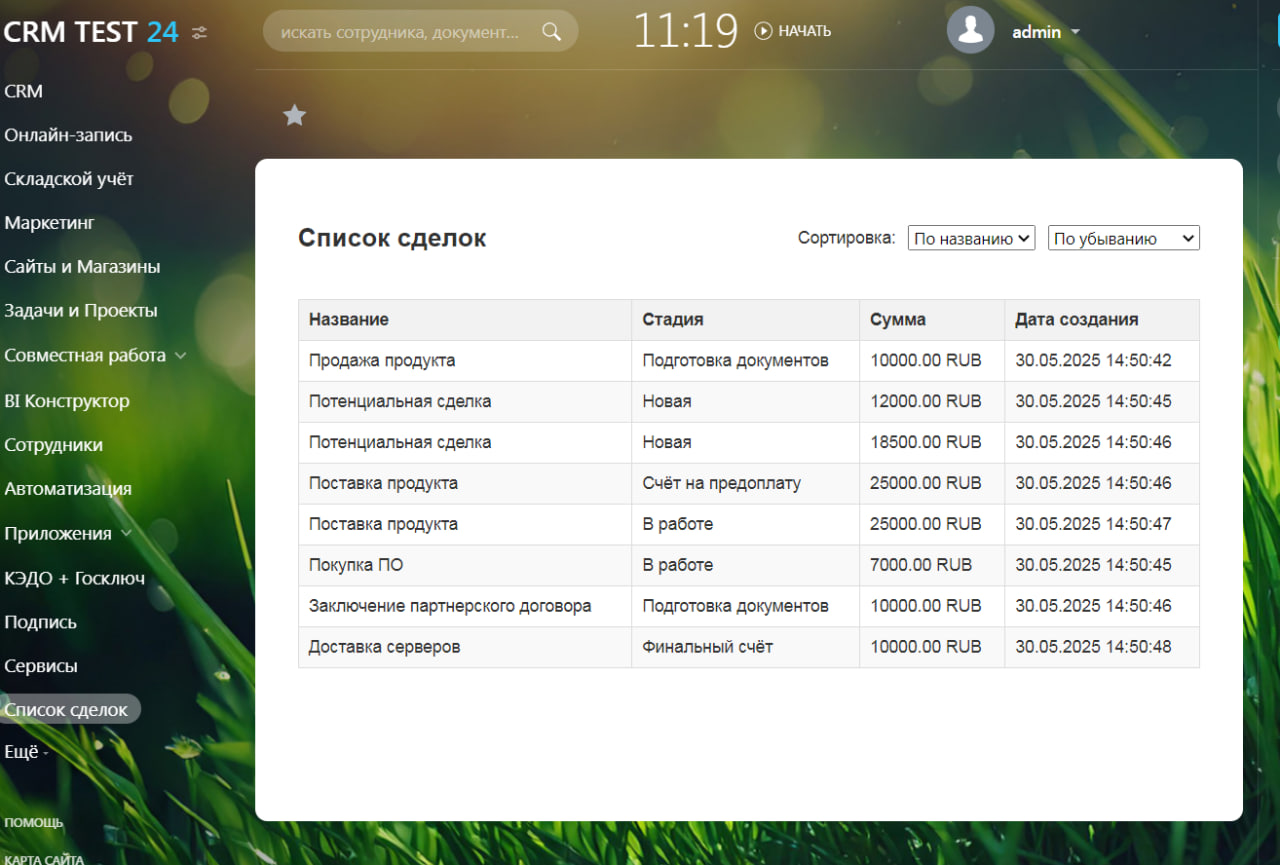 CRM TEST 24
искать сотрудника, документ...
11:19
НАЧАТЬ
admin
CRM
Онлайн-запись
Складской учёт
Маркетинг
Сайты и Магазины
Задачи и Проекты
Совместная работа
BI Конструктор
Сотрудники
Автоматизация
Приложения
КЭДО + Госключ
Подпись
Сервисы
Список сделок
Ещё -
ПОМОЩЬ
КАРТА САЙТА
Список сделок
Сортировка: По названию По убыванию
Название Стадия Сумма Дата создания
Продажа продукта Подготовка документов 10000.00 RUB 30.05.2025 14:50:42
Потенциальная сделка Новая 12000.00 RUB 30.05.2025 14:50:45
Потенциальная сделка Новая 18500.00 RUB 30.05.2025 14:50:46
Поставка продукта Счёт на предоплату 25000.00 RUB 30.05.2025 14:50:46
Поставка продукта В работе 25000.00 RUB 30.05.2025 14:50:47
Покупка ПО В работе 7000.00 RUB 30.05.2025 14:50:45
Заключение партнерского договора Подготовка документов 10000.00 RUB 30.05.2025 14:50:46
Доставка серверов Финальный счёт 10000.00 RUB 30.05.2025 14:50:48